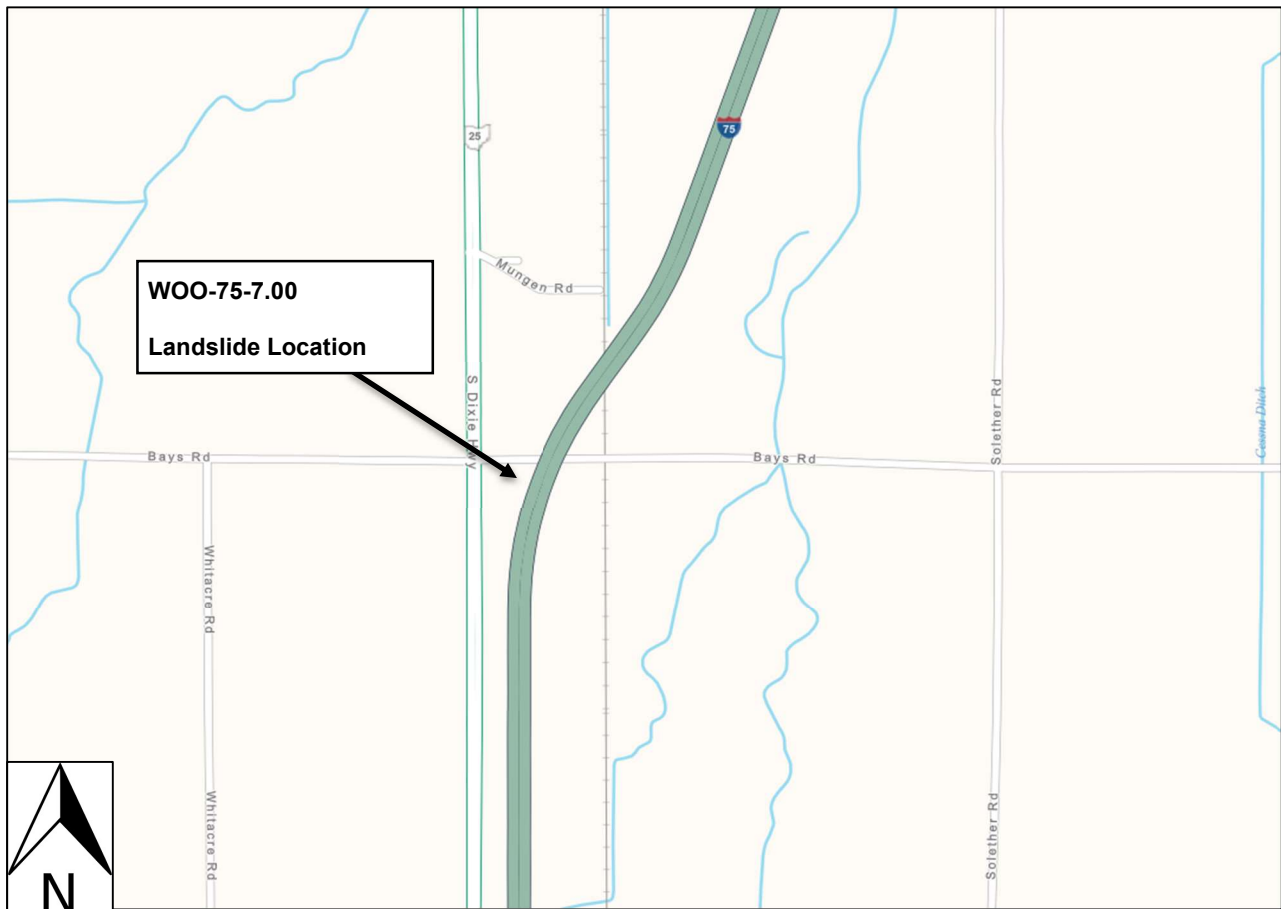 25
75
Mungen Rd
WOO-75-7.00
Landslide Location
S Dixie Hwy
Solether Rd
Cessna Ditch
Bays Rd
Bays Rd
Whitacre Rd
Whitacre Rd
Solether Rd
N